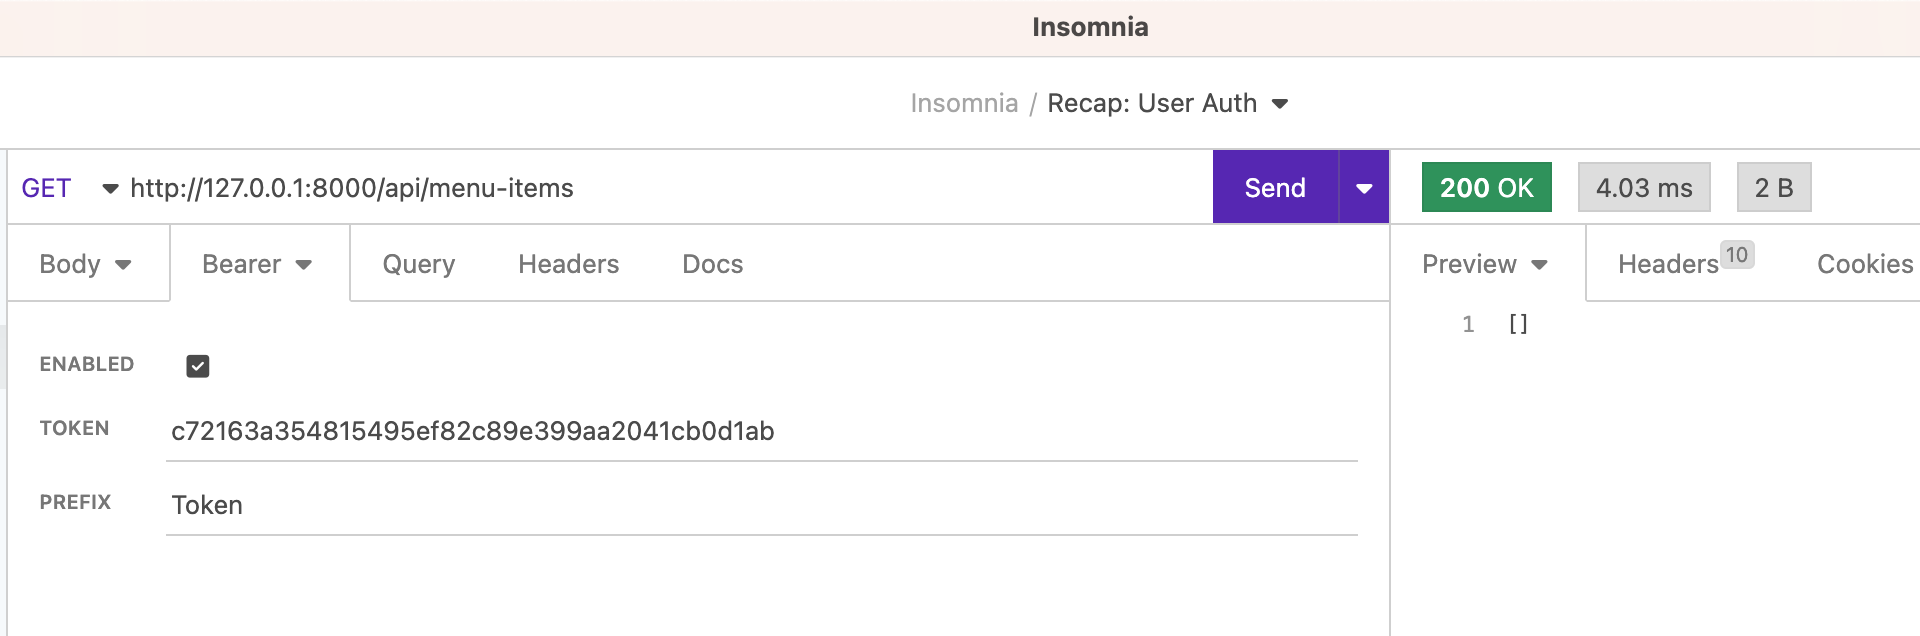 Insomnia
Insomnia / Recap: User Auth
GET http://127.0.0.1:8000/api/menu-items Send 200 OK 4.03 ms 2 B
Body Bearer Query Headers Docs Preview Headers 10 Cookies
1 []
ENABLED
TOKEN c72163a354815495ef82c89e399aa2041cb0d1ab
PREFIX Token